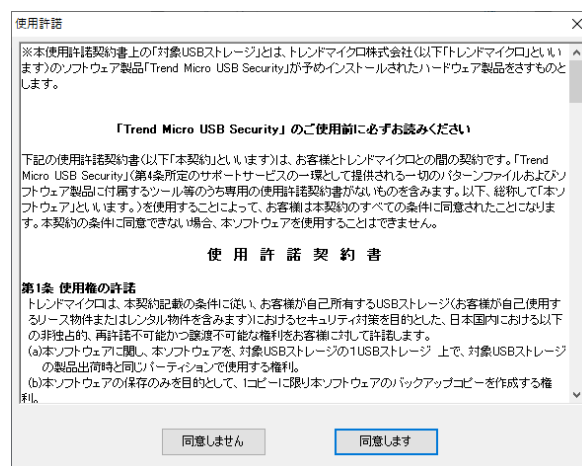 使用許諾
※本使用許諾契約書上の「対象USBストレージ」とは、トレンドマイクロ株式会社(以下「トレンドマイクロ」といい
ます)のソフトウェア製品「Trend Micro USB Security」が予めインストールされたハードウェア製品をさすものと
します。
「Trend Micro USB Security」 のご使用前に必ずお読みください
下記の使用許諾契約書(以下「本契約」といいます)は、お客様とトレンドマイクロとの間の契約です。「Trend
Micro USB Security」(第4条所定のサポートサービスの一環として提供される一切のパターンファイルおよびソ
フトウェア製品に付属するツール等のうち専用の使用許諾契約書がないものを含みます。以下、総称して「本ソ
フトウェア」といいます。)を使用することによって、お客様は本契約のすべての条件に同意されたことになりま
す。本契約の条件に同意できない場合、本ソフトウェアを使用することはできません。
使 用 許 諾 契 約 書
第1条 使用権の許諾
トレンドマイクロは、本契約記載の条件に従い、お客様が自己所有するUSBストレージ(お客様が自己使用す
るリース物件またはレンタル物件を含みます)におけるセキュリティ対策を目的とした、日本国内における以下
の非独占的、再許諾不可能かつ譲渡不可能な権利をお客様に対して許諾します。
(a)本ソフトウェアに関し、本ソフトウェアを、対象USBストレージの1USBストレージ 上で、対象USBストレージ
の製品出荷時と同じパーティションで使用する権利。
(b)本ソフトウェアの保存のみを目的として、1コピーに限り本ソフトウェアのバックアップコピーを作成する権
利。
同意しません
同意します